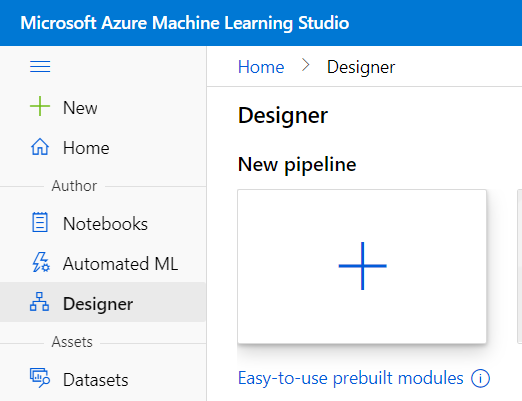 Microsoft Azure Machine Learning Studio
Home > Designer
New
Home
Author
Notebooks
Automated ML
Designer
Assets
Datasets
Designer
New pipeline
Easy-to-use prebuilt modules